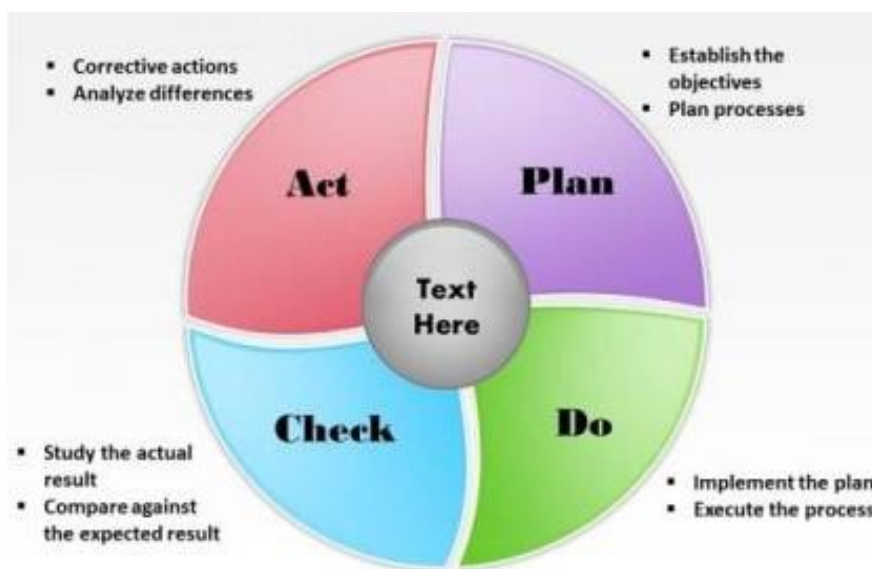 ▪ Corrective actions
▪ Analyze differences
▪ Establish the
objectives
▪ Plan processes
Act
Plan
Text
Here
Check
Do
▪ Study the actual
result
▪ Compare against
the expected result
▪ Implement the plan
▪ Execute the process